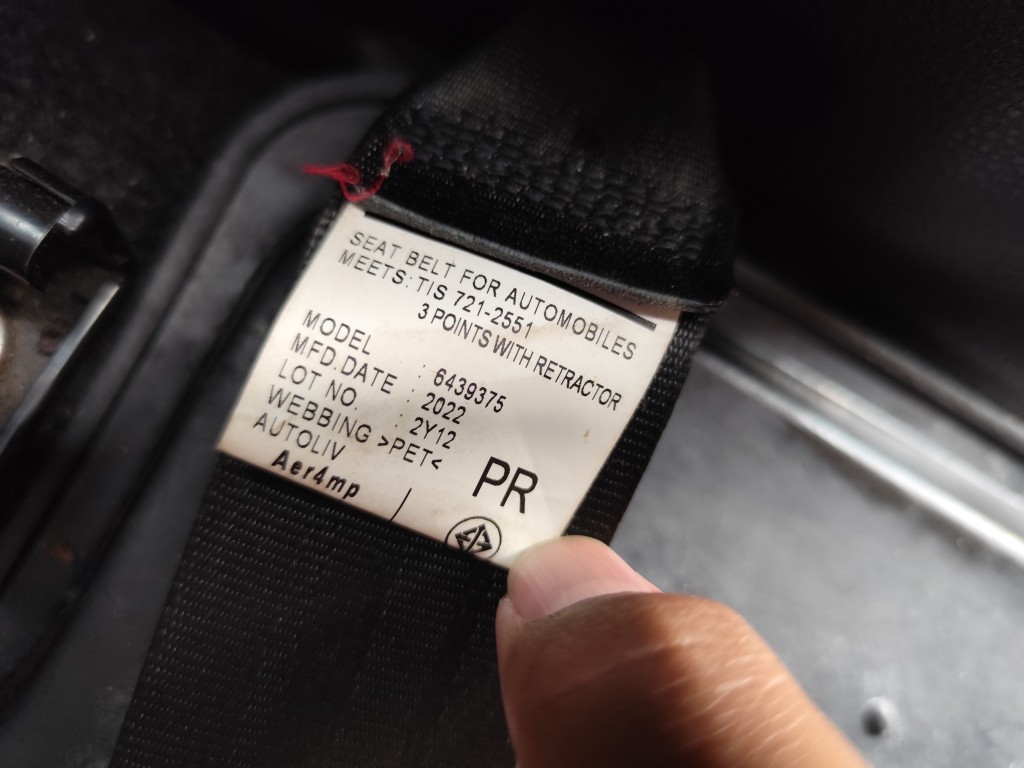 SEAT BELT FOR AUTOMOBILES
MEETS: TIS 721-2551
3 POINTS WITH RETRACTOR
MODEL : 6439375
MFD.DATE : 2022
LOT NO. : 2Y12
WEBBING >PET<
AUTOLIV
PR
Aer4mp